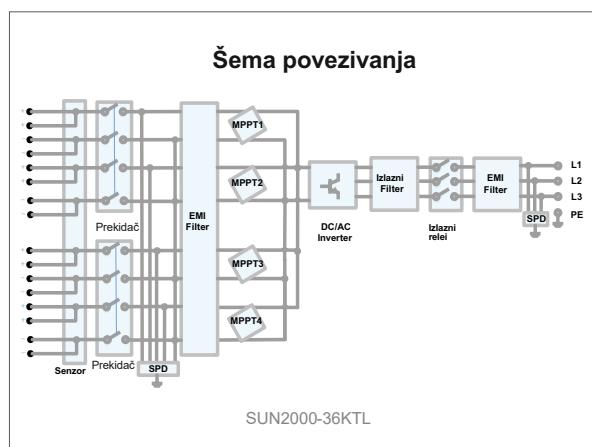 Šema povezivanja
MPPT1
MPPT2
MPPT3
MPPT4
Prekidač
Prekidač
Senzor
SPD
EMI
Filter
DC/AC
Inverter
Izlazni
Filter
Izlazni
relei
EMI
Filter
SPD
L1
L2
L3
PE
SUN2000-36KTL